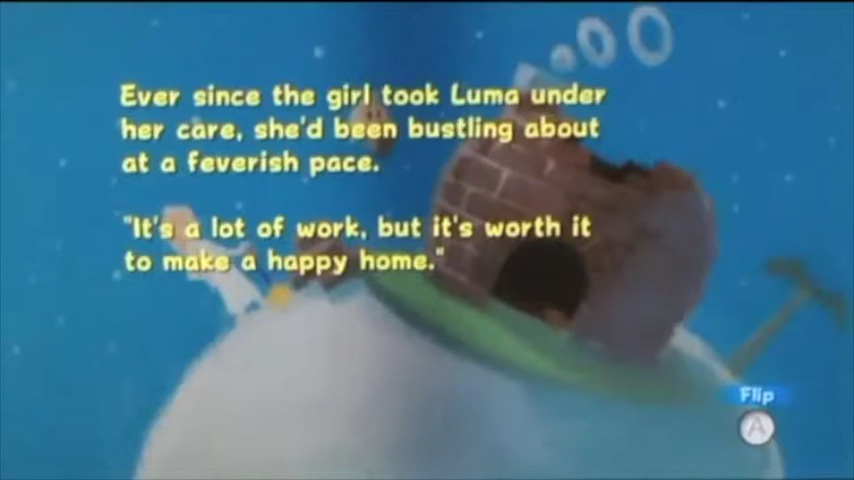 Ever since the girl took Luma under
her care, she'd been bustling about
at a feverish pace.
"It's a lot of work, but it's worth it
to make a happy home."
Flip
A